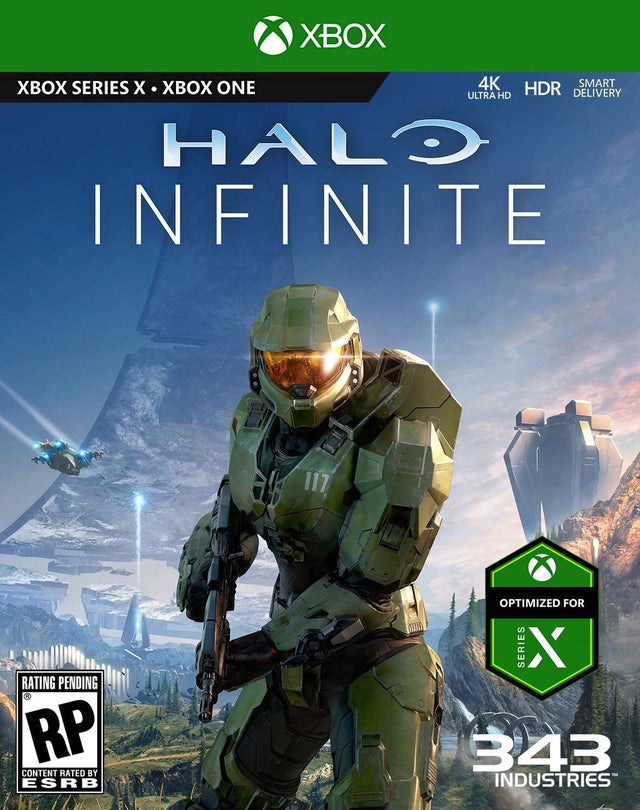 XBOX
XBOX SERIES X • XBOX ONE
4K
ULTRA HD
HDR
SMART
DELIVERY
HALO
INFINITE
117
OPTIMIZED FOR
SERIES
X
RATING PENDING
RP
®
CONTENT RATED BY
ESRB
343
INDUSTRIES™